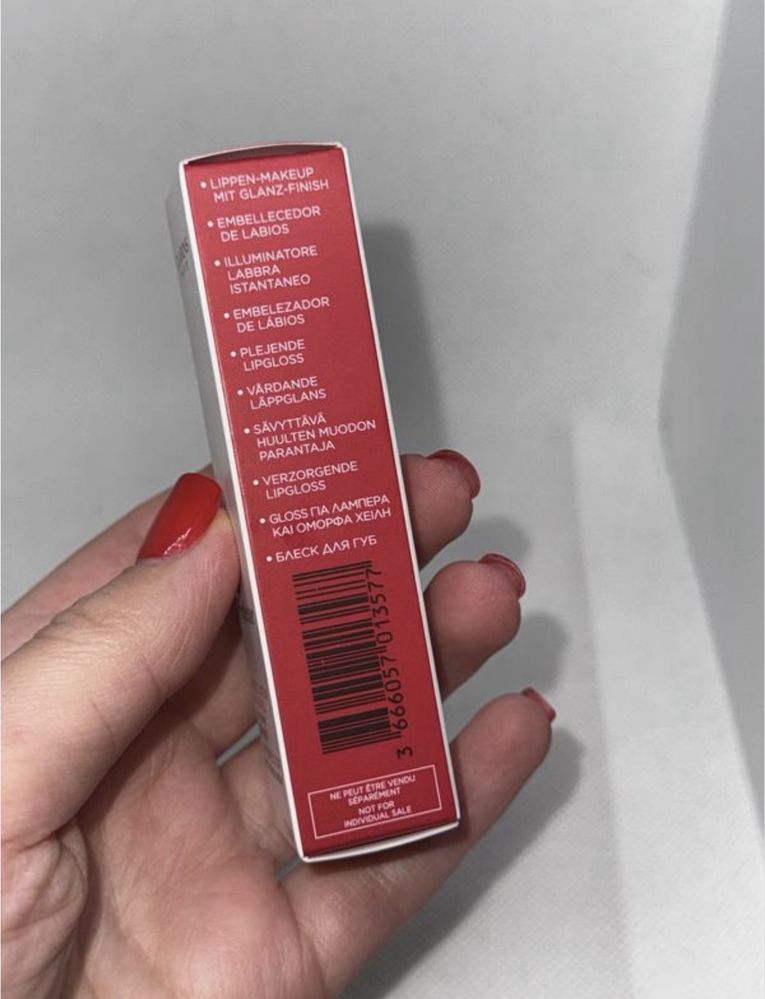 • LIPPEN-MAKEUP
MIT GLANZ-FINISH
• EMBELLECEDOR
DE LABIOS
• ILLUMINATORE
LABBRA
ISTANTANEO
• EMBELEZADOR
DE LÁBIOS
• PLEJENDE
LIPGLOSS
• VÅRDANDE
LÄPPGLANS
• SÄVYTTÄVÄ
HUULTEN MUODON
PARANTAJA
• VERZORGENDE
LIPGLOSS
• GLOSS ΓΙΑ ΛΑΜΠΕΡΑ
ΚΑΙ ΟΜΟΡΦΑ ΧΕΙΛΗ
• БЛЕСК ДЛЯ ГУБ
3 666057 013577
NE PEUT ÊTRE VENDU
SÉPARÉMENT
NOT FOR
INDIVIDUAL SALE